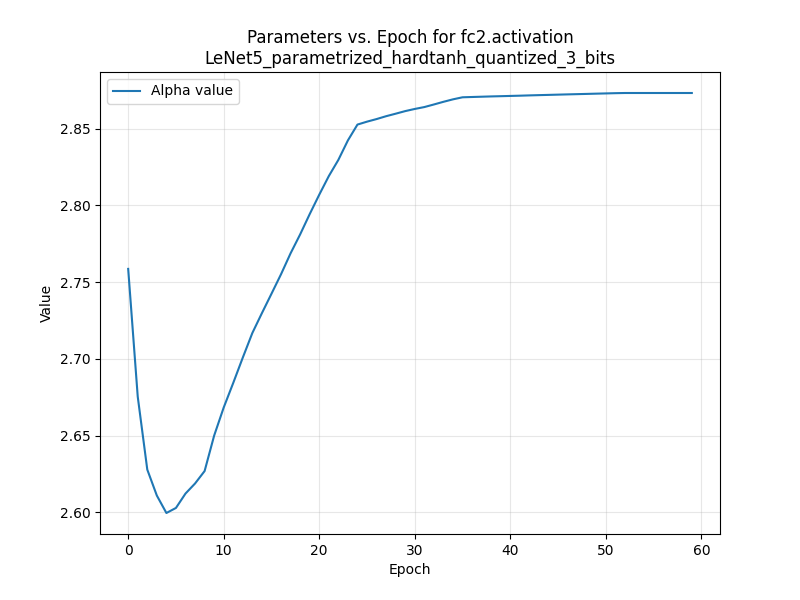 Parameters vs. Epoch for fc2.activation
LeNet5_parametrized_hardtanh_quantized_3_bits
Alpha value
2.85
2.80
2.75
2.70
2.65
2.60
Value
0 10 20 30 40 50 60
Epoch